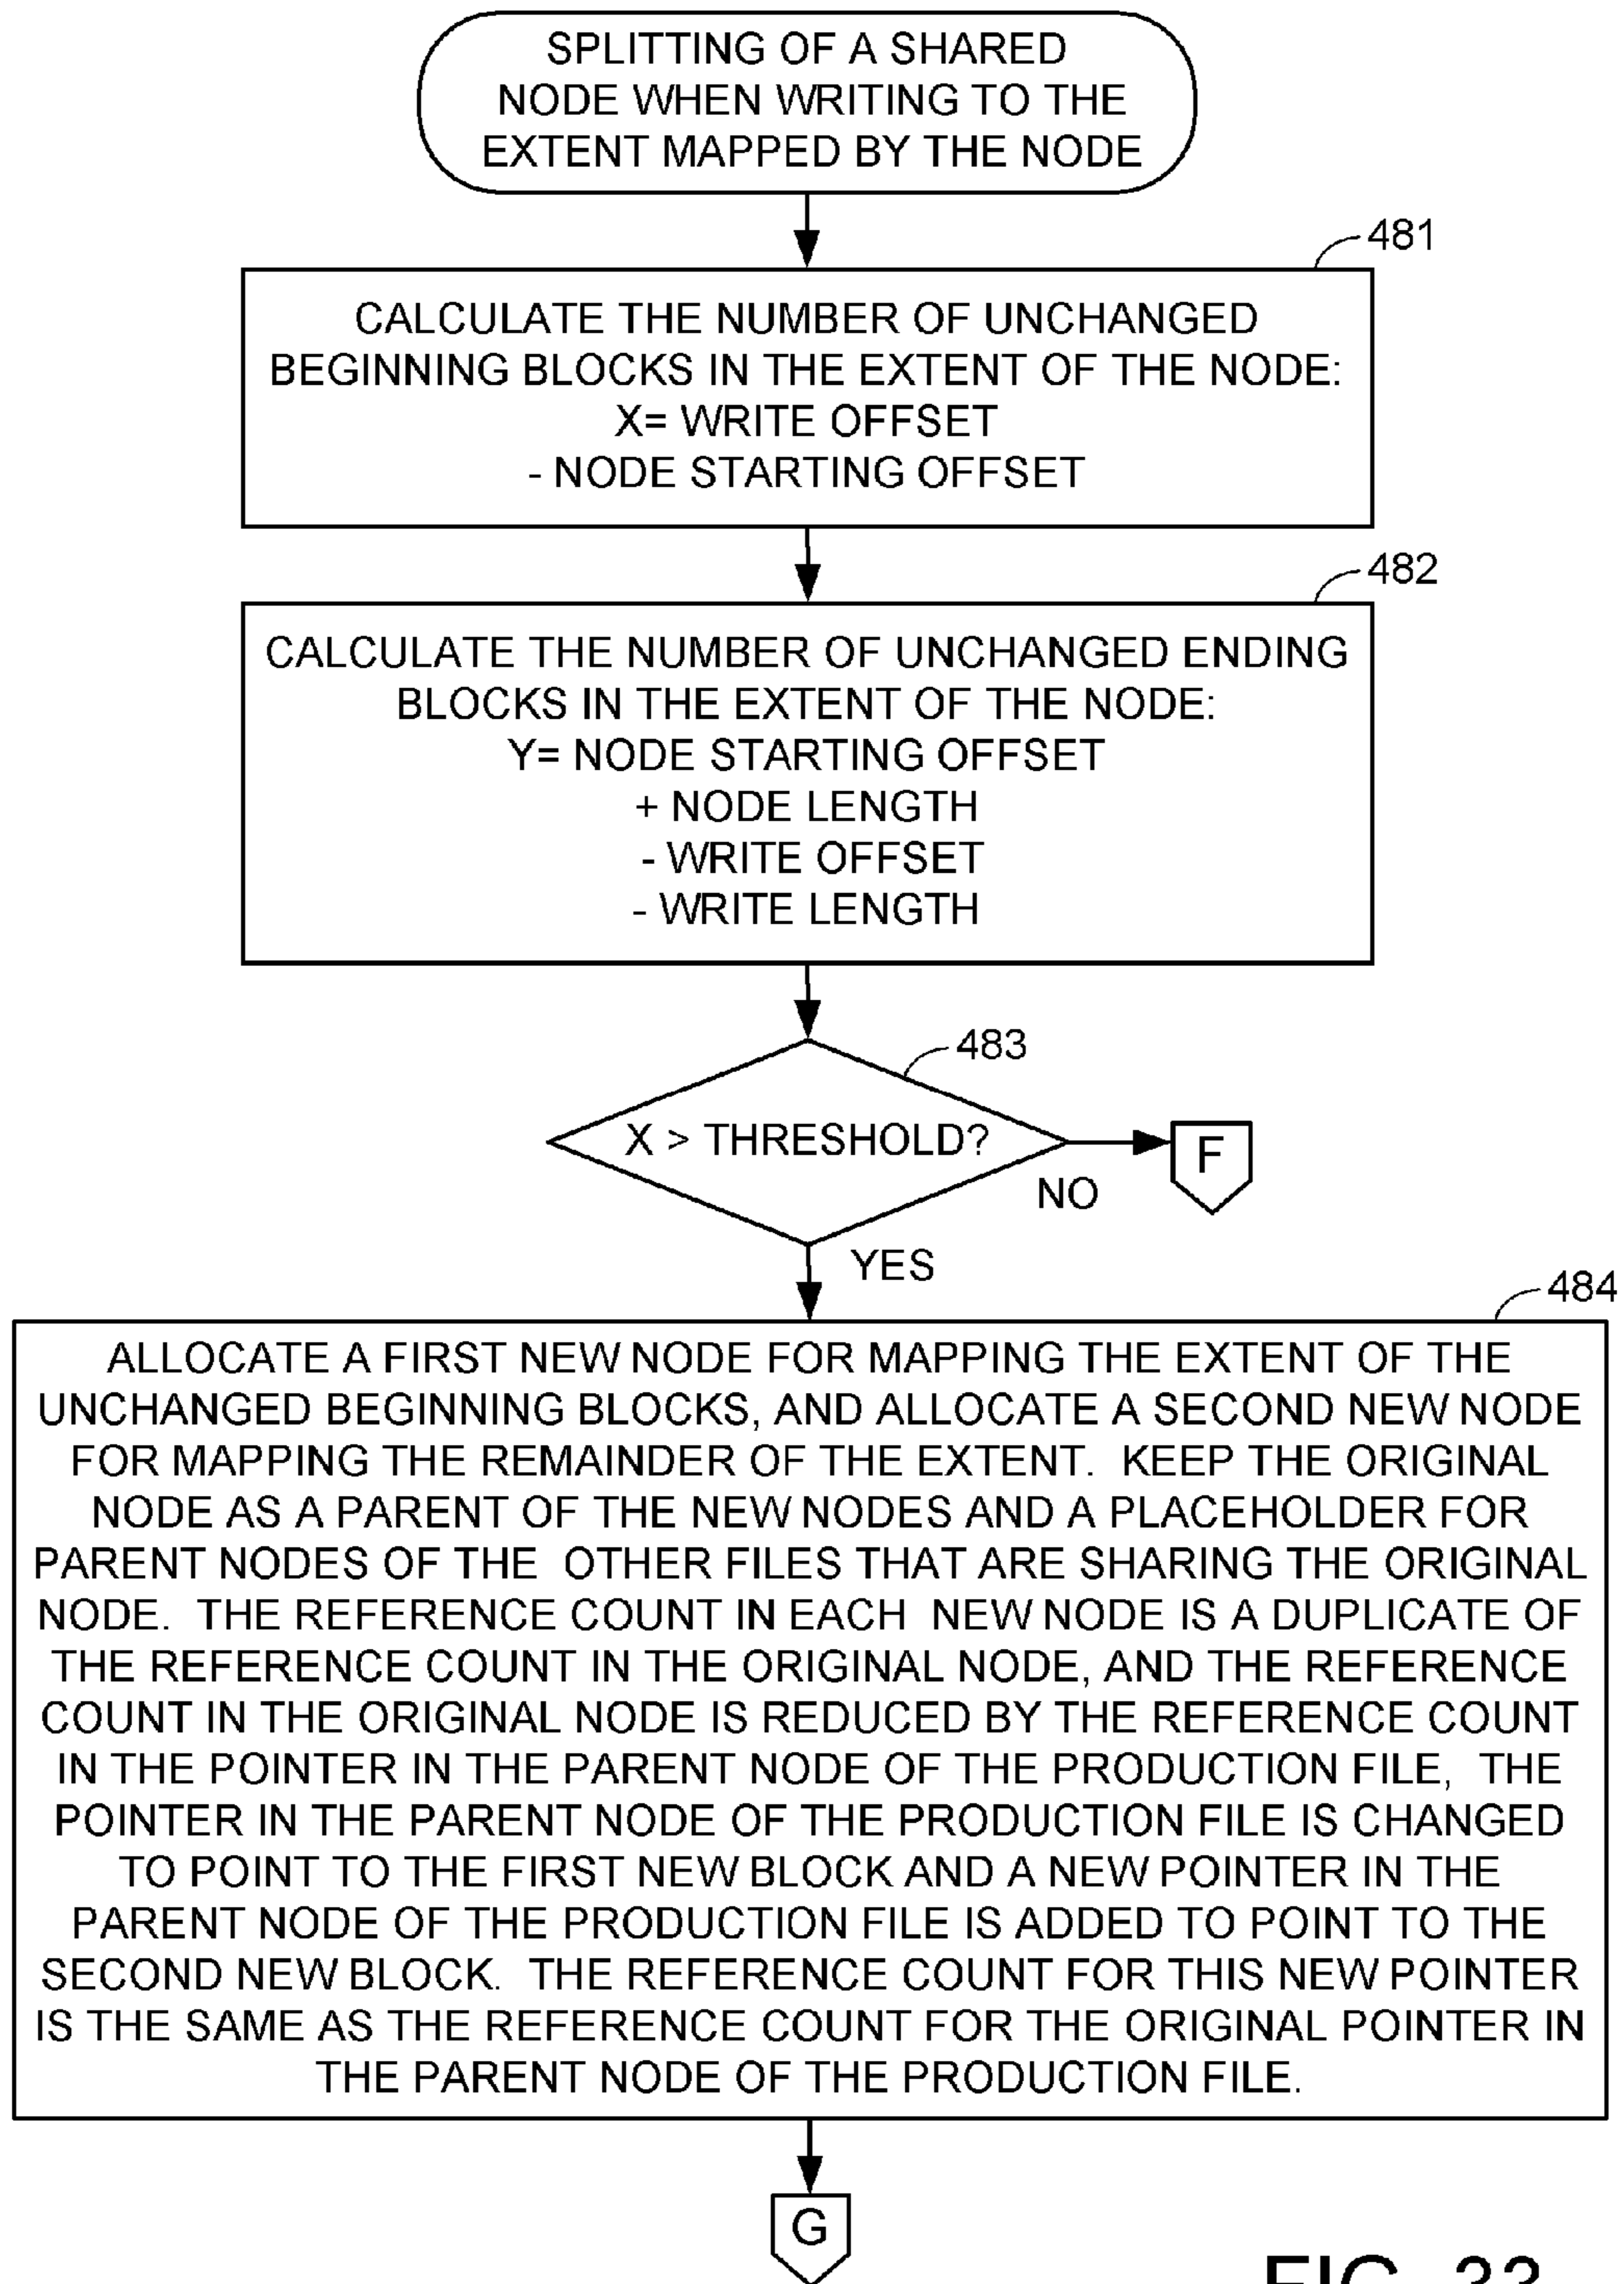 SPLITTING OF A SHARED
NODE WHEN WRITING TO THE
EXTENT MAPPED BY THE NODE
481
CALCULATE THE NUMBER OF UNCHANGED
BEGINNING BLOCKS IN THE EXTENT OF THE NODE:
X= WRITE OFFSET
- NODE STARTING OFFSET
482
CALCULATE THE NUMBER OF UNCHANGED ENDING
BLOCKS IN THE EXTENT OF THE NODE:
Y= NODE STARTING OFFSET
+ NODE LENGTH
- WRITE OFFSET
- WRITE LENGTH
483
X > THRESHOLD?
F
NO
YES
484
ALLOCATE A FIRST NEW NODE FOR MAPPING THE EXTENT OF THE
UNCHANGED BEGINNING BLOCKS, AND ALLOCATE A SECOND NEW NODE
FOR MAPPING THE REMAINDER OF THE EXTENT. KEEP THE ORIGINAL
NODE AS A PARENT OF THE NEW NODES AND A PLACEHOLDER FOR
PARENT NODES OF THE OTHER FILES THAT ARE SHARING THE ORIGINAL
NODE. THE REFERENCE COUNT IN EACH NEW NODE IS A DUPLICATE OF
THE REFERENCE COUNT IN THE ORIGINAL NODE, AND THE REFERENCE
COUNT IN THE ORIGINAL NODE IS REDUCED BY THE REFERENCE COUNT
IN THE POINTER IN THE PARENT NODE OF THE PRODUCTION FILE, THE
POINTER IN THE PARENT NODE OF THE PRODUCTION FILE IS CHANGED
TO POINT TO THE FIRST NEW BLOCK AND A NEW POINTER IN THE
PARENT NODE OF THE PRODUCTION FILE IS ADDED TO POINT TO THE
SECOND NEW BLOCK. THE REFERENCE COUNT FOR THIS NEW POINTER
IS THE SAME AS THE REFERENCE COUNT FOR THE ORIGINAL POINTER IN
THE PARENT NODE OF THE PRODUCTION FILE.
G
FIG. 33